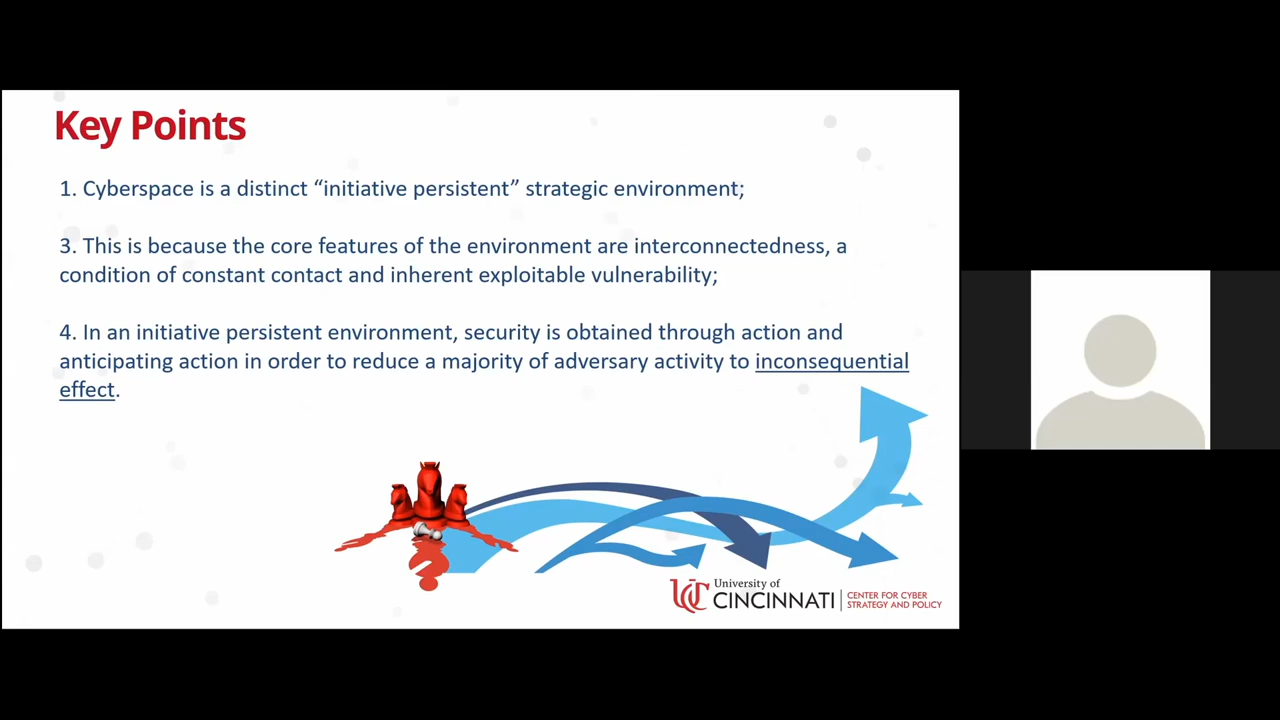 Key Points
1. Cyberspace is a distinct “initiative persistent” strategic environment;
3. This is because the core features of the environment are interconnectedness, a
condition of constant contact and inherent exploitable vulnerability;
4. In an initiative persistent environment, security is obtained through action and
anticipating action in order to reduce a majority of adversary activity to inconsequential
effect.
UC
University of
CINCINNATI
CENTER FOR CYBER
STRATEGY AND POLICY